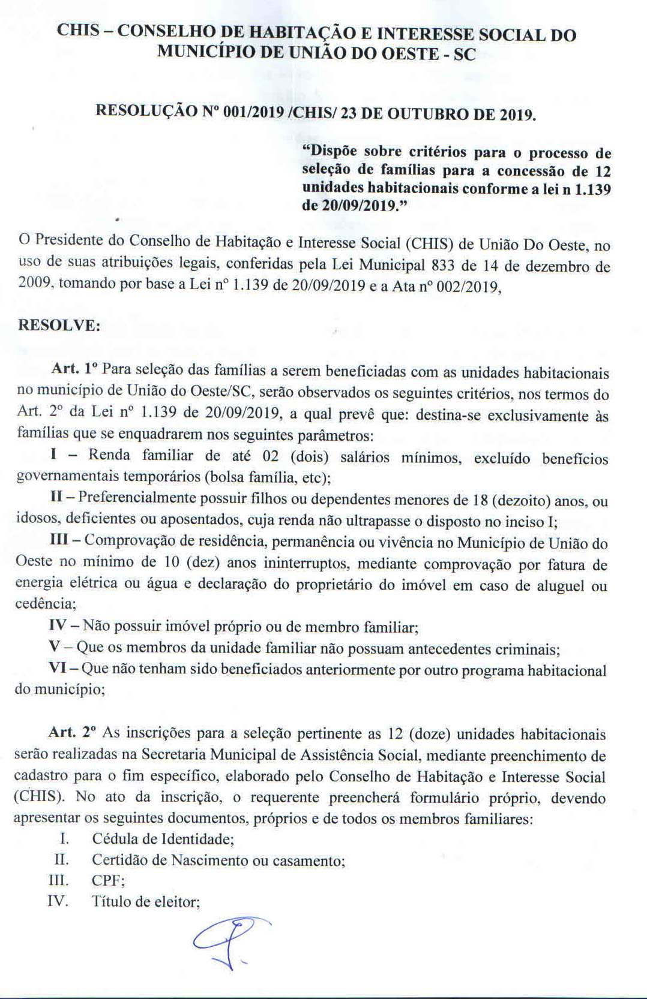 CHIS – CONSELHO DE HABITAÇÃO E INTERESSE SOCIAL DO
MUNICÍPIO DE UNIÃO DO OESTE - SC
RESOLUÇÃO Nº 001/2019 /CHIS/ 23 DE OUTUBRO DE 2019.
“Dispõe sobre critérios para o processo de
seleção de famílias para a concessão de 12
unidades habitacionais conforme a lei n 1.139
de 20/09/2019.”
O Presidente do Conselho de Habitação e Interesse Social (CHIS) de União Do Oeste, no
uso de suas atribuições legais, conferidas pela Lei Municipal 833 de 14 de dezembro de
2009, tomando por base a Lei nº 1.139 de 20/09/2019 e a Ata nº 002/2019,
RESOLVE:
Art. 1º Para seleção das famílias a serem beneficiadas com as unidades habitacionais
no município de União do Oeste/SC, serão observados os seguintes critérios, nos termos do
Art. 2º da Lei nº 1.139 de 20/09/2019, a qual prevê que: destina-se exclusivamente às
famílias que se enquadrarem nos seguintes parâmetros:
I – Renda familiar de até 02 (dois) salários mínimos, excluído benefícios
governamentais temporários (bolsa família, etc);
II – Preferencialmente possuir filhos ou dependentes menores de 18 (dezoito) anos, ou
idosos, deficientes ou aposentados, cuja renda não ultrapasse o disposto no inciso I;
III – Comprovação de residência, permanência ou vivência no Município de União do
Oeste no mínimo de 10 (dez) anos ininterruptos, mediante comprovação por fatura de
energia elétrica ou água e declaração do proprietário do imóvel em caso de aluguel ou
cedência;
IV – Não possuir imóvel próprio ou de membro familiar;
V – Que os membros da unidade familiar não possuam antecedentes criminais;
VI – Que não tenham sido beneficiados anteriormente por outro programa habitacional
do município;
Art. 2º As inscrições para a seleção pertinente as 12 (doze) unidades habitacionais
serão realizadas na Secretaria Municipal de Assistência Social, mediante preenchimento de
cadastro para o fim específico, elaborado pelo Conselho de Habitação e Interesse Social
(CHIS). No ato da inscrição, o requerente preencherá formulário próprio, devendo
apresentar os seguintes documentos, próprios e de todos os membros familiares:
I. Cédula de Identidade;
II. Certidão de Nascimento ou casamento;
III. CPF;
IV. Título de eleitor;